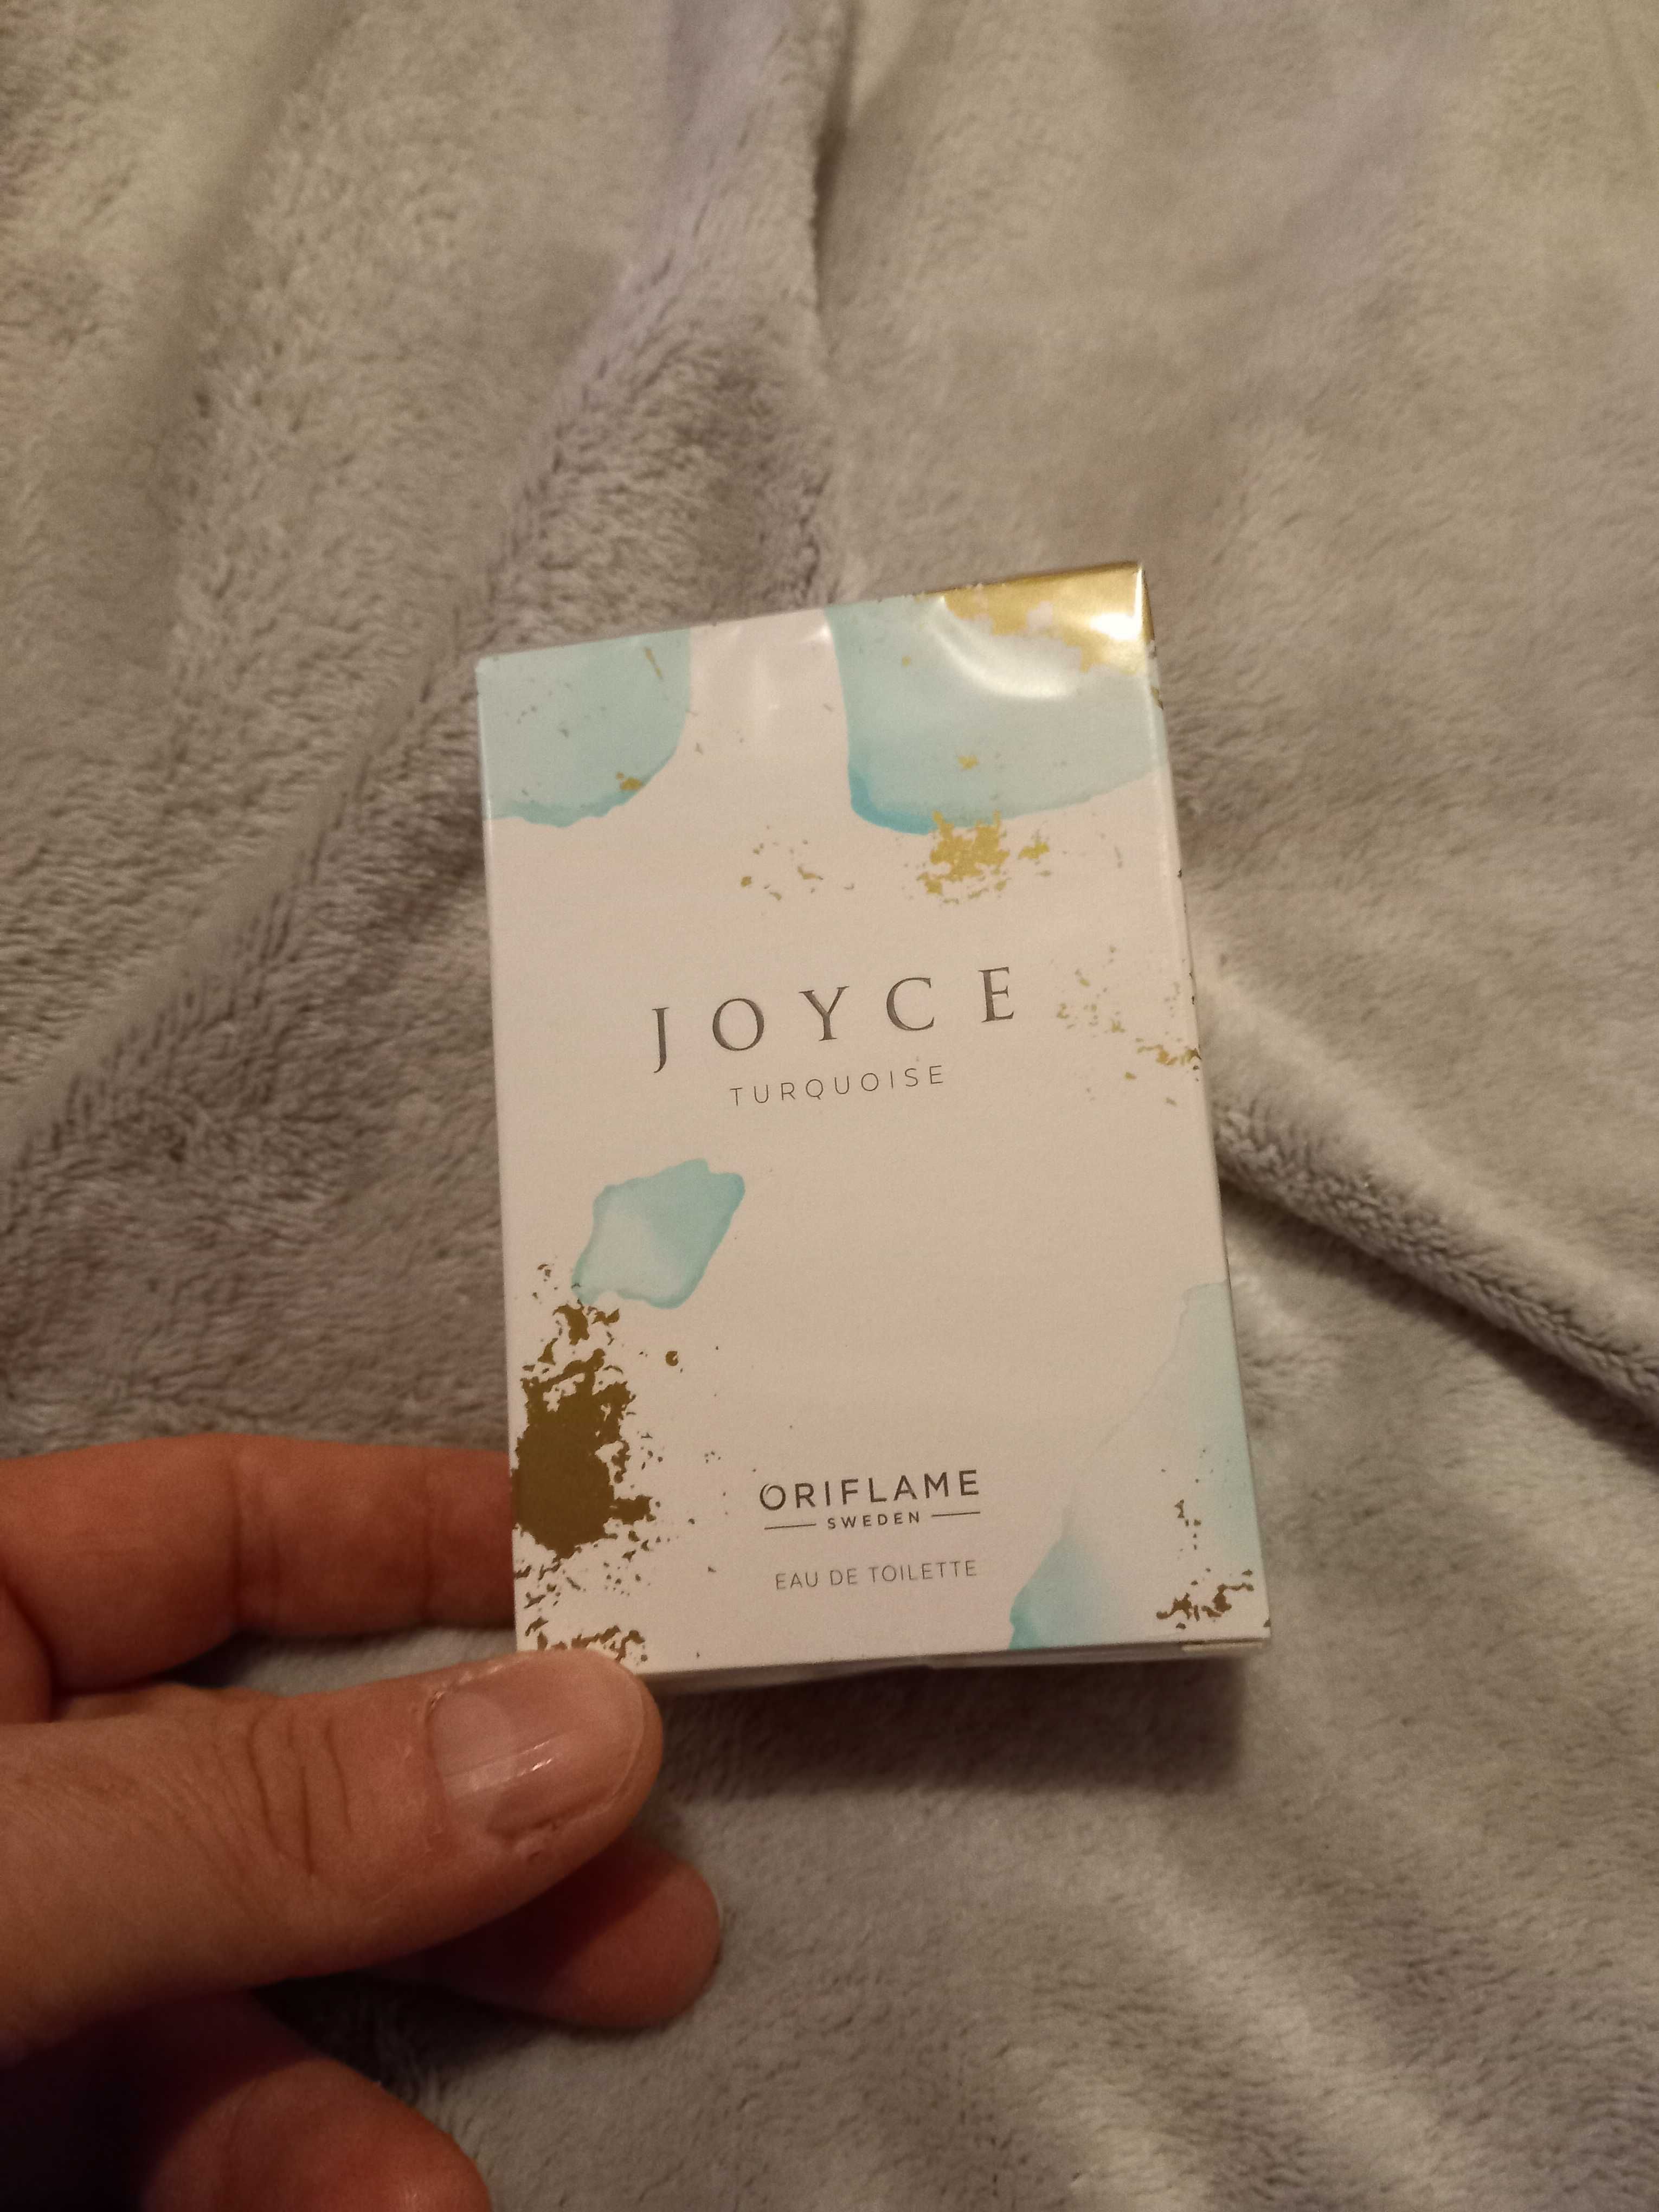 JOYCE
TURQUOISE
ORIFLAME
SWEDEN
EAU DE TOILETTE